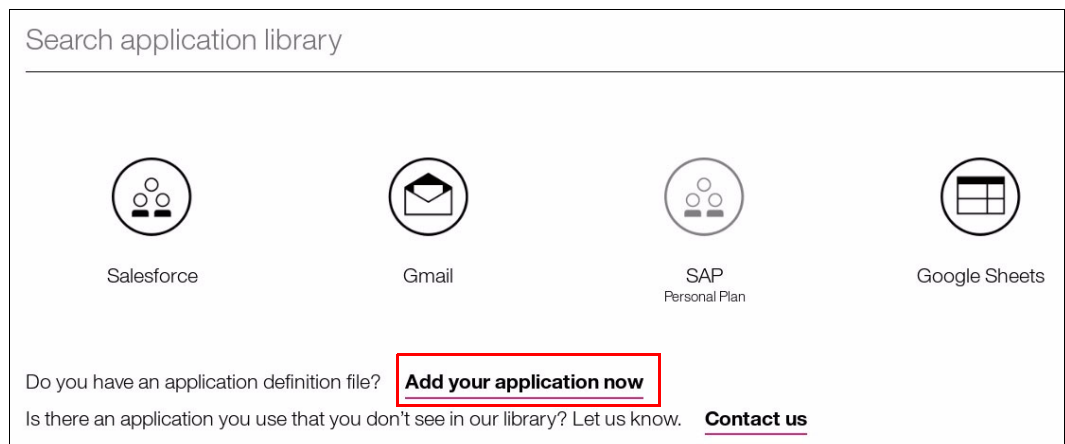 Search application library
Salesforce Gmail SAP Google Sheets
Personal Plan
Do you have an application definition file? Add your application now
Is there an application you use that you don't see in our library? Let us know. Contact us